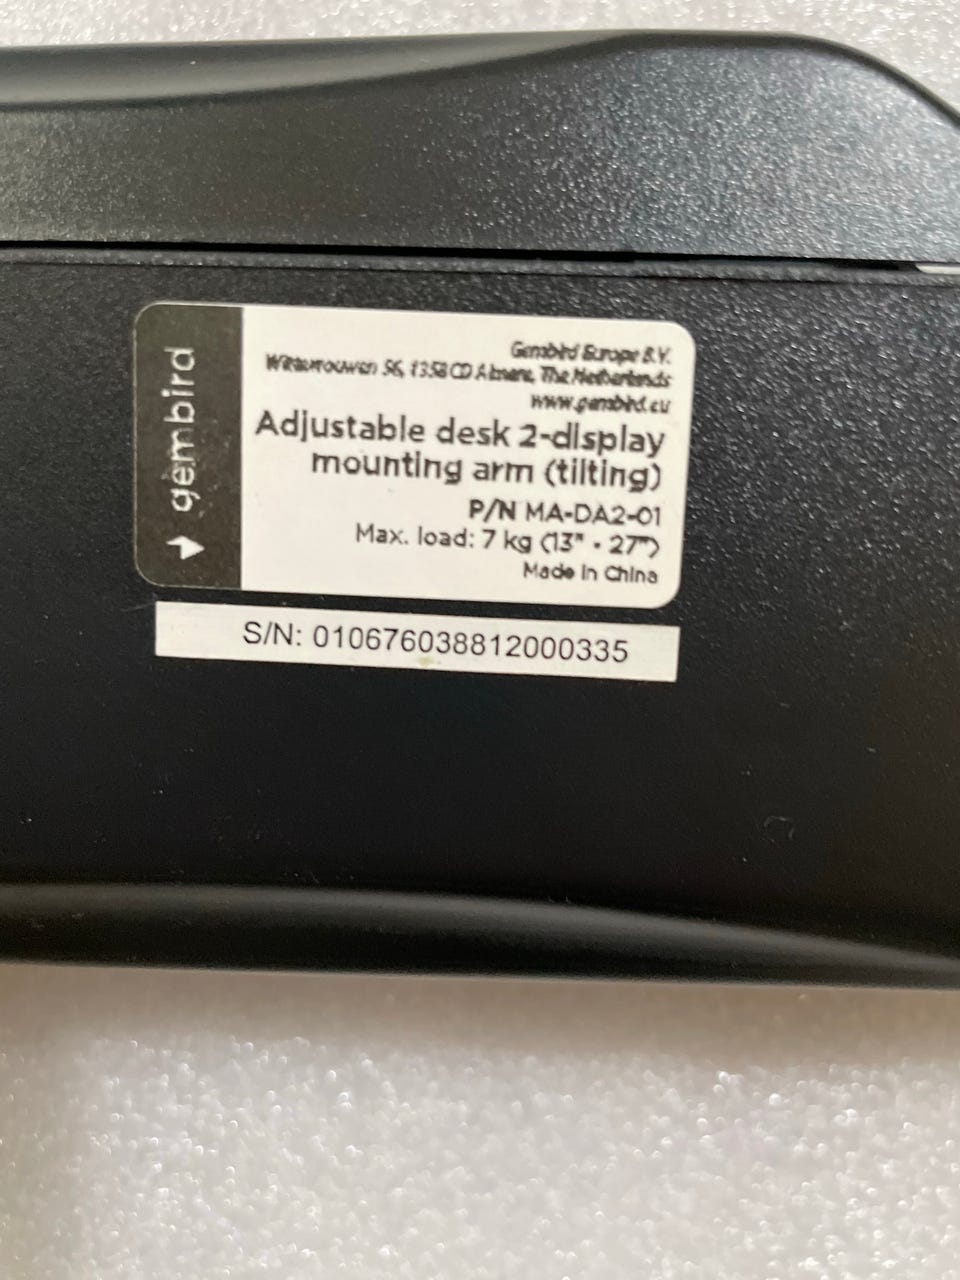 gembird
Gembird Europe B.V.
Wittevrouwen 56, 1358 CD Almere, The Netherlands
www.gembird.eu
Adjustable desk 2-display
mounting arm (tilting)
P/N MA-DA2-01
Max. load: 7 kg (13" - 27")
Made in China
S/N: 010676038812000335